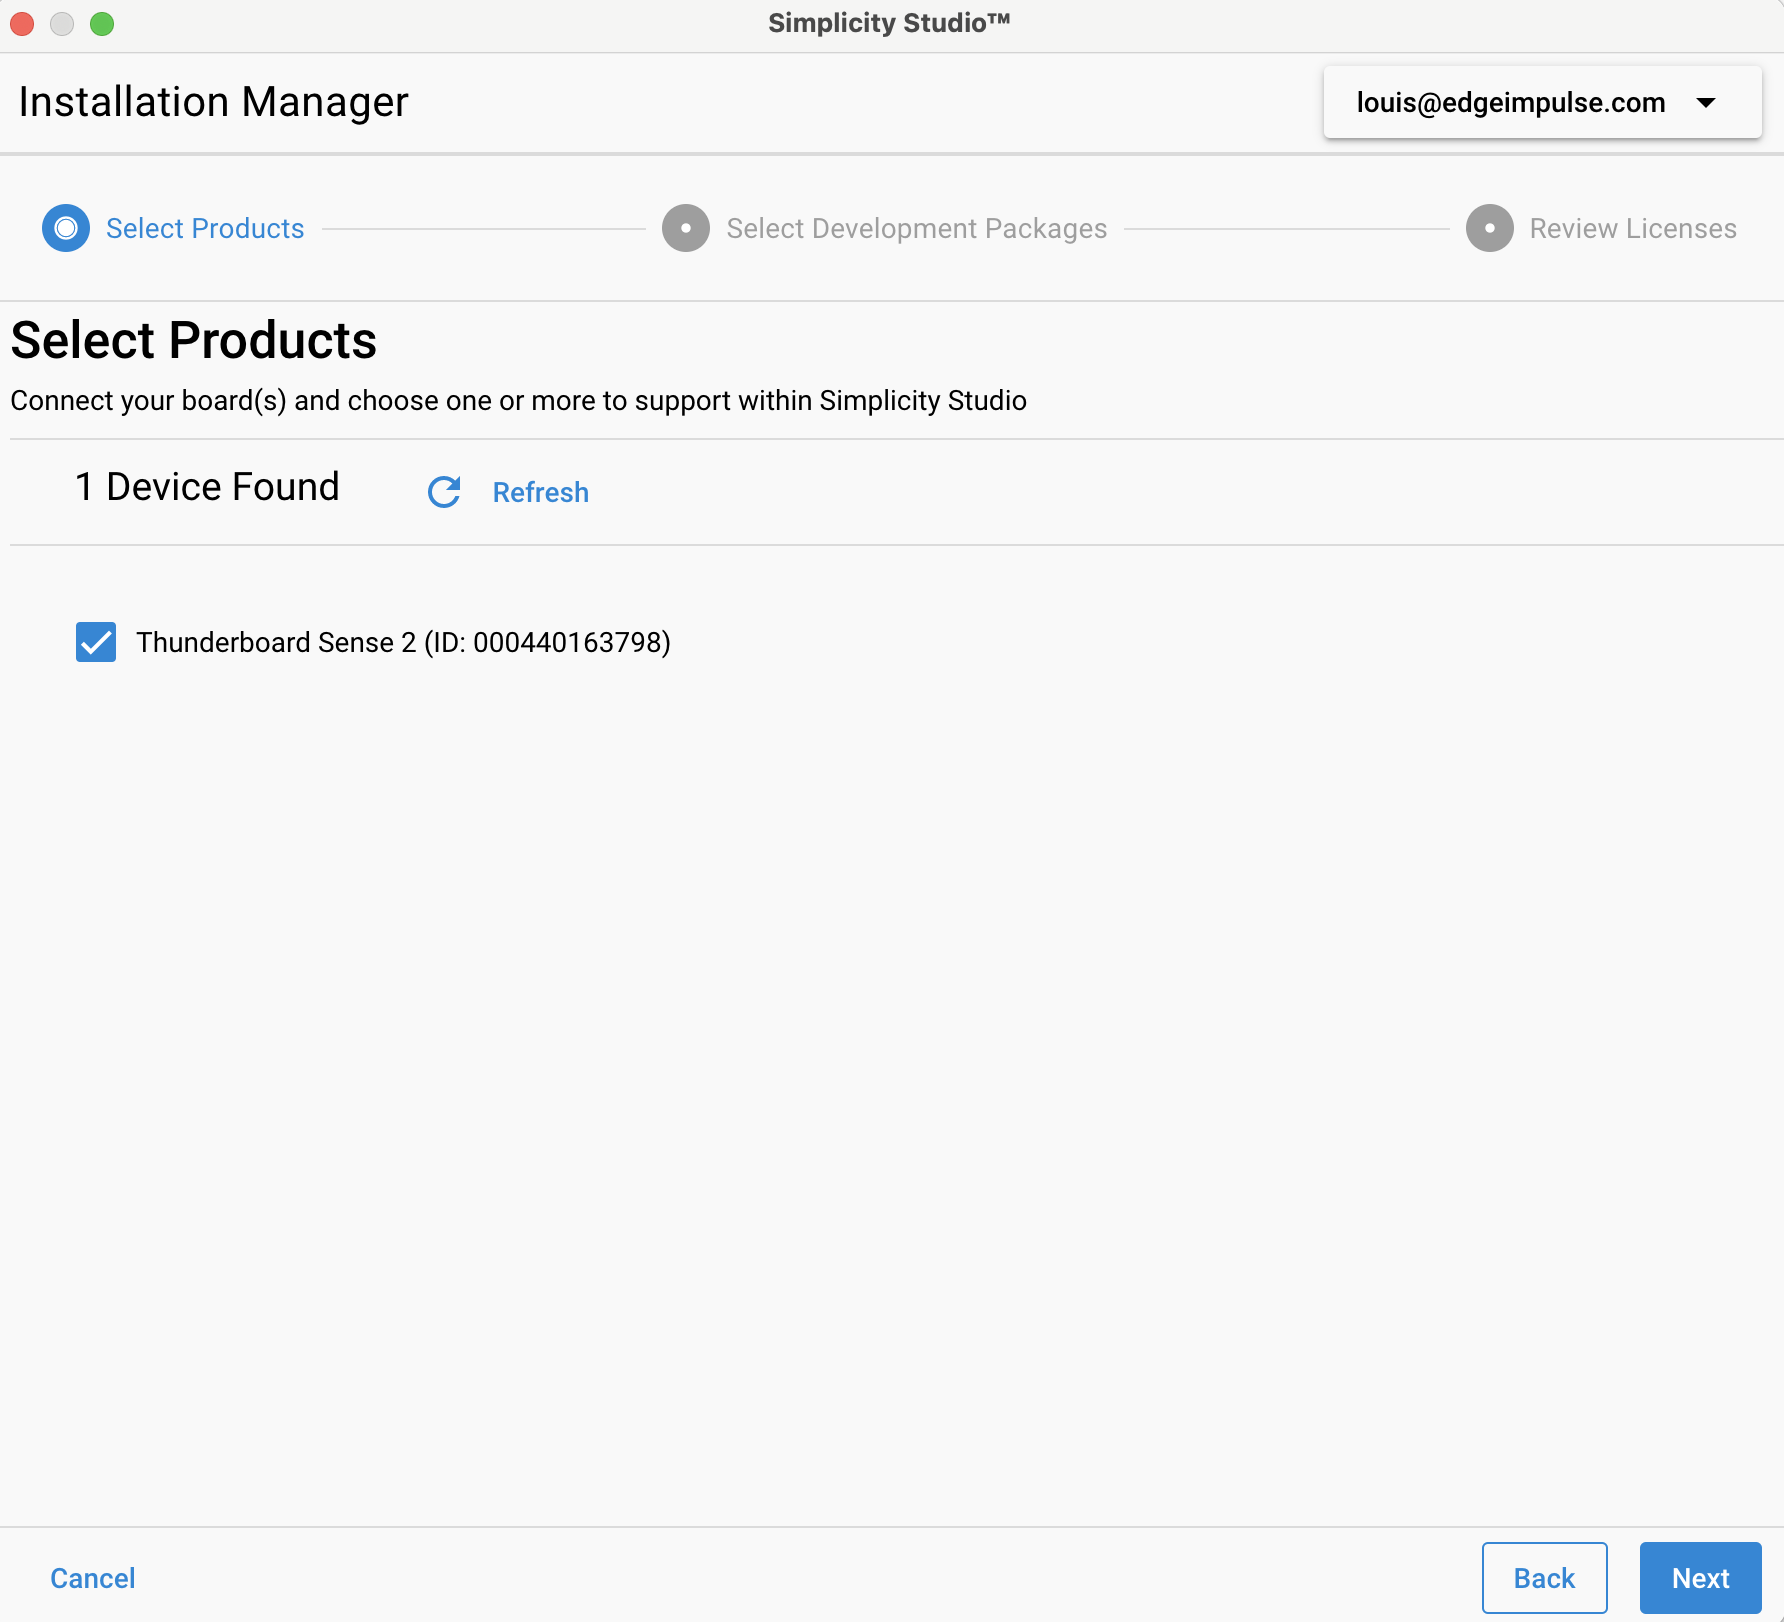 Simplicity Studio™
Installation Manager
louis@edgeimpulse.com
Select Products
Select Development Packages
Review Licenses
Select Products
Connect your board(s) and choose one or more to support within Simplicity Studio
1 Device Found
Refresh
Thunderboard Sense 2 (ID: 000440163798)
Cancel
Back
Next